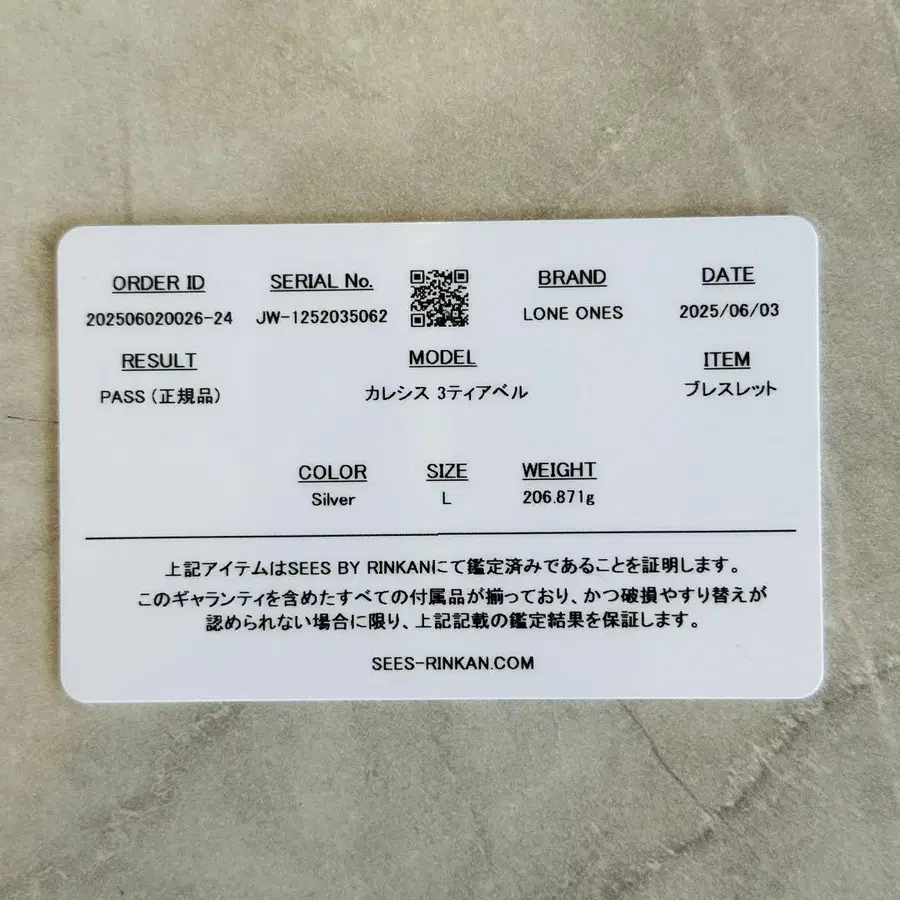 ORDER ID SERIAL No. BRAND DATE
202506020026-24 JW-1252035062 LONE ONES 2025/06/03
RESULT MODEL ITEM
PASS (正規品) カレシス 3ティアベル ブレスレット
COLOR SIZE WEIGHT
Silver L 206.871g
上記アイテムはSEES BY RINKANにて鑑定済みであることを証明します。
このギャランティを含めたすべての付属品が揃っており、かつ破損やすり替えが
認められない場合に限り、上記記載の鑑定結果を保証します。
SEES-RINKAN.COM